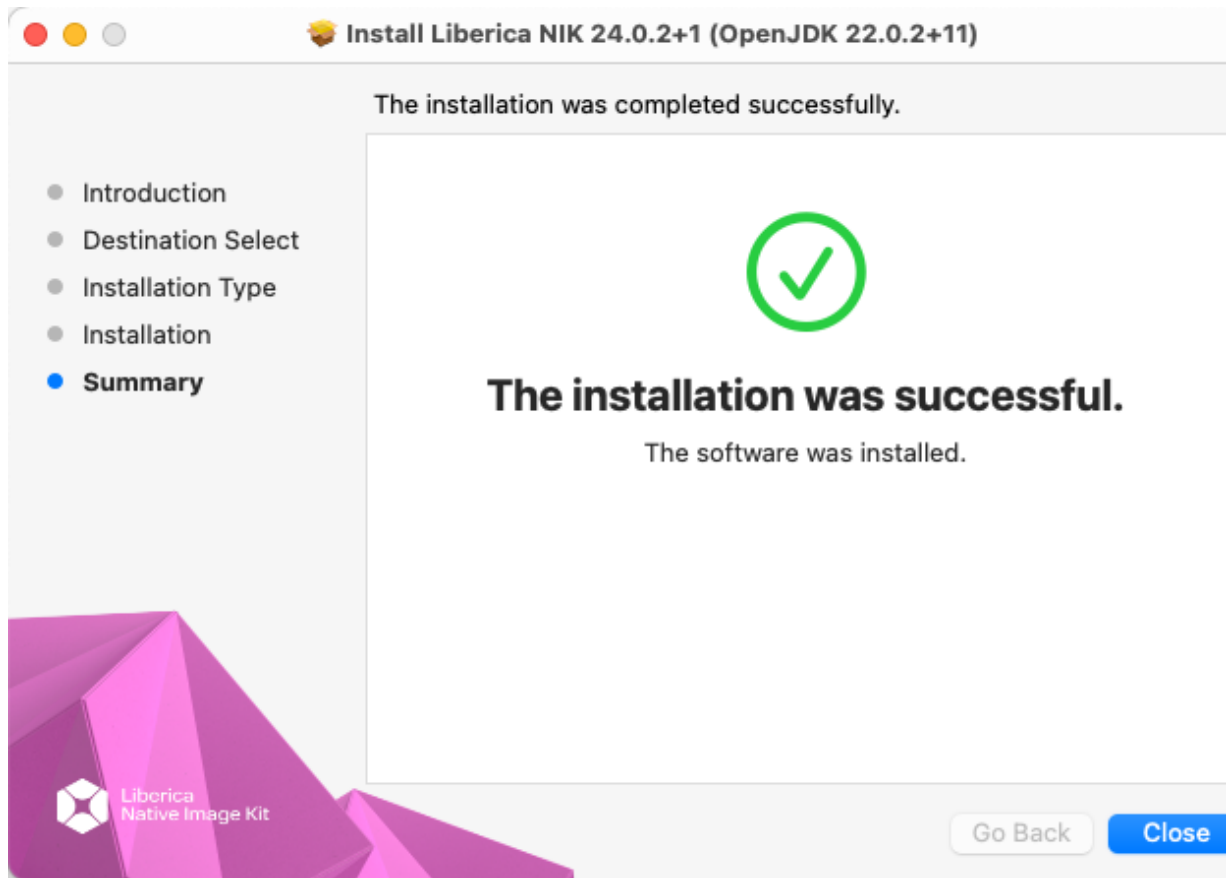 Install Liberica NIK 24.0.2+1 (OpenJDK 22.0.2+11)
The installation was completed successfully.
Introduction
Destination Select
Installation Type
Installation
Summary
The installation was successful.
The software was installed.
Liberica
Native Image Kit
Go Back
Close